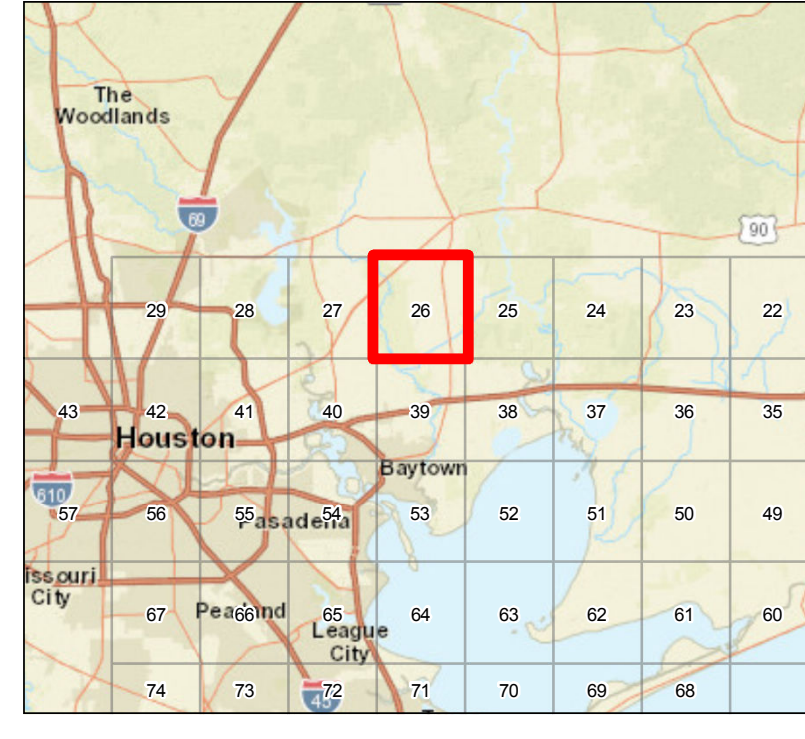 The
Woodlands
69
90
29 28 27 26 25 24 23 22
43 42 41 40 39 38 37 36 35
Houston
Baytown
610
57 56 55 54 53 52 51 50 49
Pasadena
issouri
City
67 66 65 64 63 62 61 60
Pearland
League
City
74 73 72 71 70 69 68
45